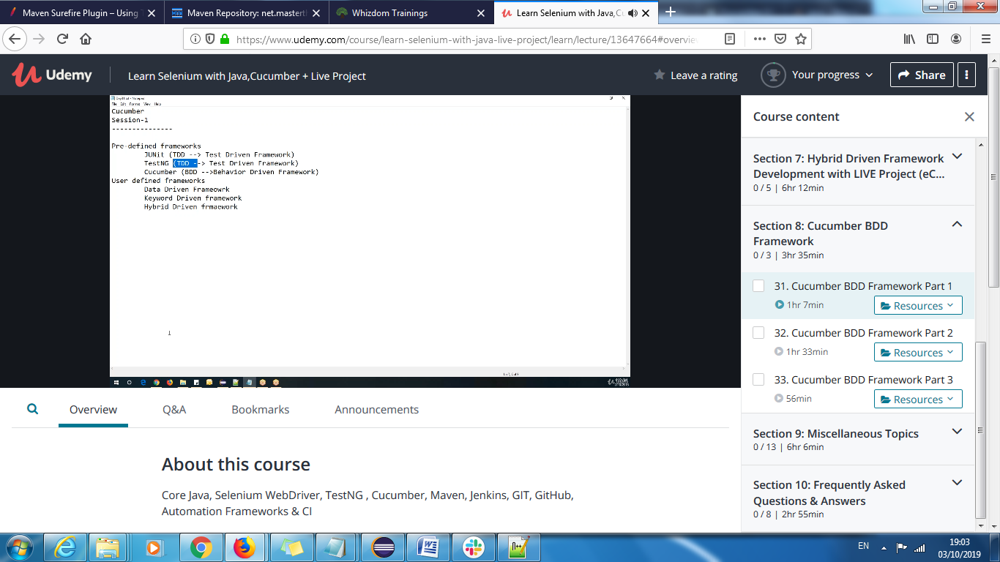 Maven Surefire Plugin – Using T
Maven Repository: net.masterth
Whizdom Trainings
Learn Selenium with Java,Cu
https://www.udemy.com/course/learn-selenium-with-java-live-project/learn/lecture/13647664#overview
Udemy
Learn Selenium with Java,Cucumber + Live Project
Leave a rating
Your progress
Share
File Edit Format View Help
Cucumber
Session-1
---------------
Pre-defined frameworks
JUNit (TDD --> Test Driven Framework)
TestNG (TDD --> Test Driven Framework)
Cucumber (BDD -->Behavior Driven Framework)
User defined frameworks
Data Driven Frameowrk
Keyword Driven framework
Hybrid Driven frmaework
Course content
Section 7: Hybrid Driven Framework
Development with LIVE Project (eC...
0 / 5 | 6hr 12min
Section 8: Cucumber BDD
Framework
0 / 3 | 3hr 35min
31. Cucumber BDD Framework Part 1
1hr 7min
Resources
32. Cucumber BDD Framework Part 2
1hr 33min
Resources
33. Cucumber BDD Framework Part 3
56min
Resources
Section 9: Miscellaneous Topics
0 / 13 | 6hr 6min
Section 10: Frequently Asked
Questions & Answers
0 / 8 | 2hr 55min
Overview
Q&A
Bookmarks
Announcements
About this course
Core Java, Selenium WebDriver, TestNG , Cucumber, Maven, Jenkins, GIT, GitHub,
Automation Frameworks & CI
EN
19:03
03/10/2019